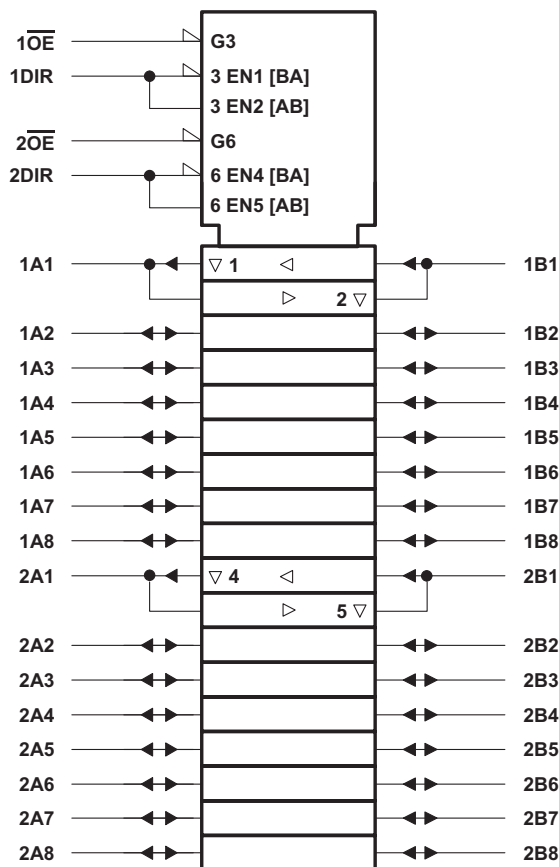 1O̅E̅ G3
1DIR 3 EN1 [BA]
3 EN2 [AB]
2O̅E̅ G6
2DIR 6 EN4 [BA]
6 EN5 [AB]
1A1 ▽ 1 ◁ 1B1
▷ 2 ▽
1A2 1B2
1A3 1B3
1A4 1B4
1A5 1B5
1A6 1B6
1A7 1B7
1A8 1B8
2A1 ▽ 4 ◁ 2B1
▷ 5 ▽
2A2 2B2
2A3 2B3
2A4 2B4
2A5 2B5
2A6 2B6
2A7 2B7
2A8 2B8